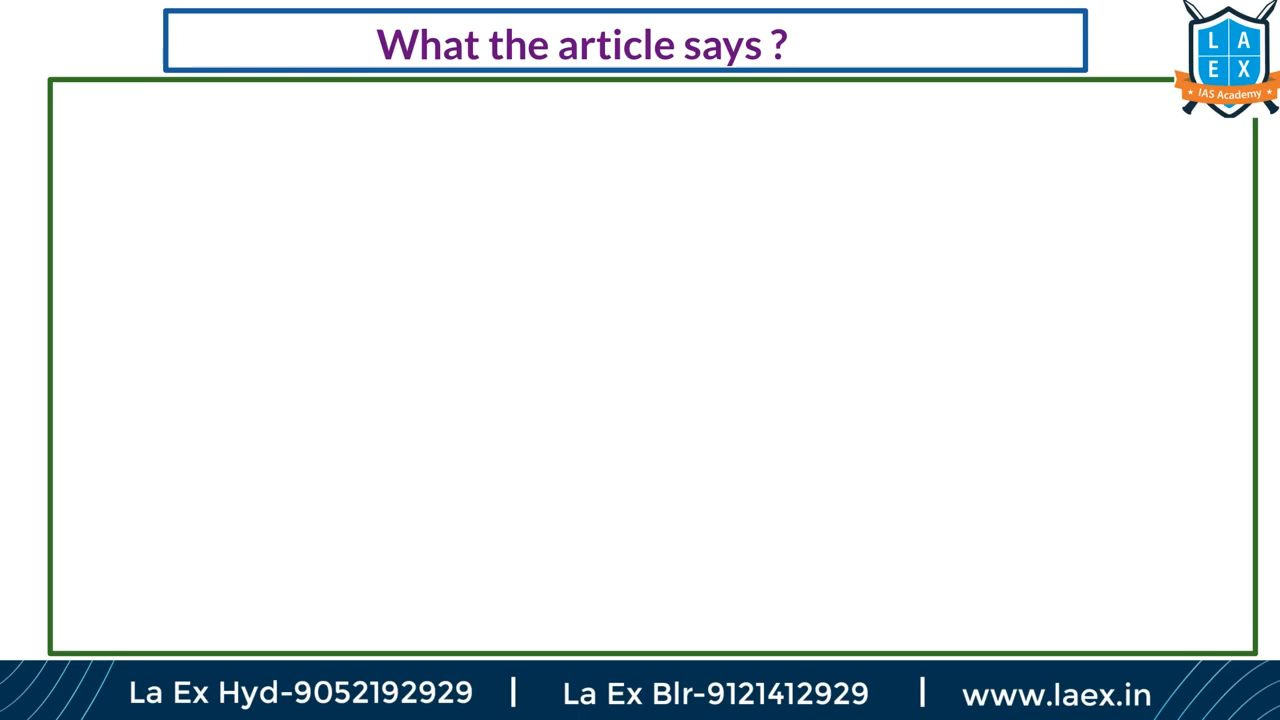 What the article says ?
L A
E X
IAS Academy
La Ex Hyd-9052192929 | La Ex Blr-9121412929 | www.laex.in